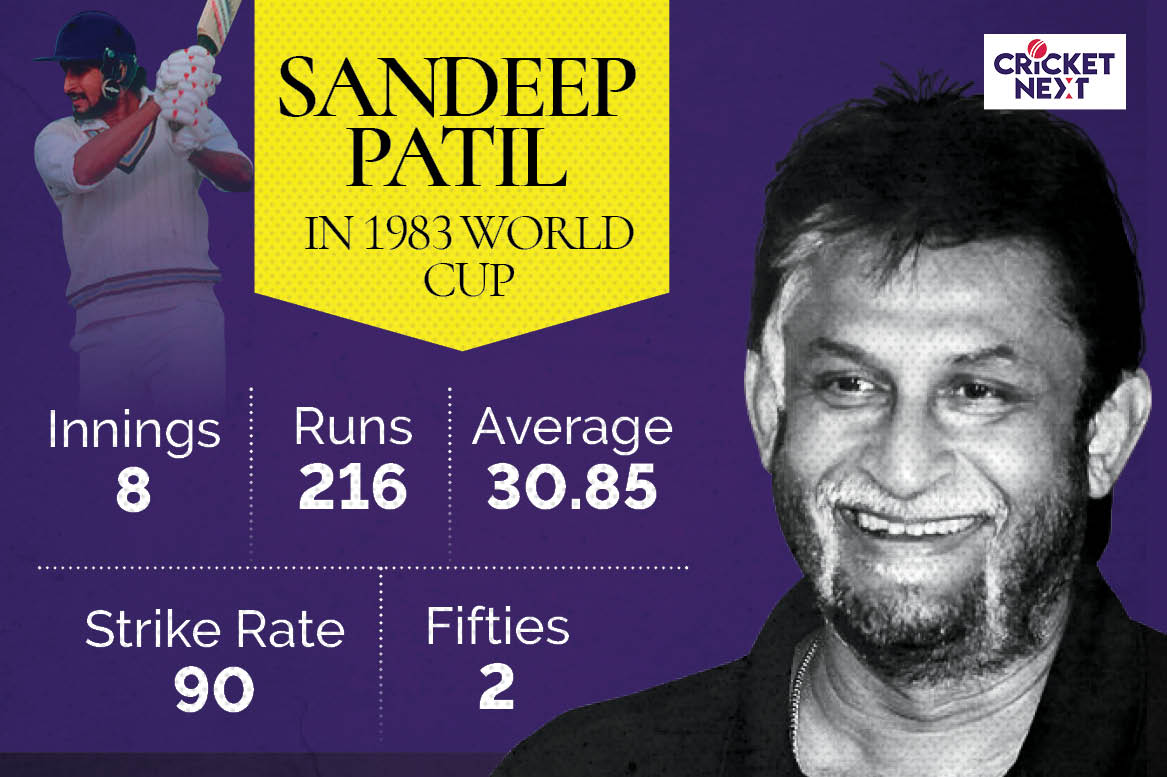 CRICKET
NEXT
SANDEEP
PATIL
IN 1983 WORLD
CUP
Innings
8
Runs
216
Average
30.85
Strike Rate
90
Fifties
2